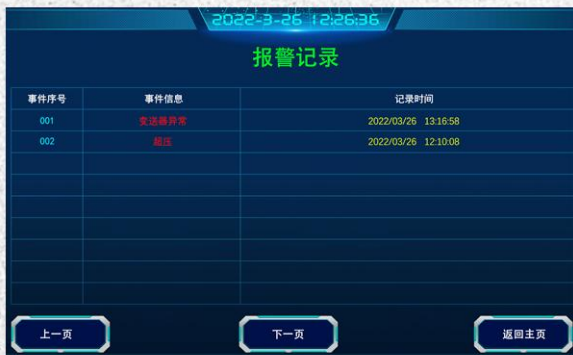 2022-3-26 12:26:36
报警记录
事件序号 事件信息 记录时间
001 变送器异常 2022/03/26 13:16:58
002 超压 2022/03/26 12:10:08
上一页 下一页 返回主页